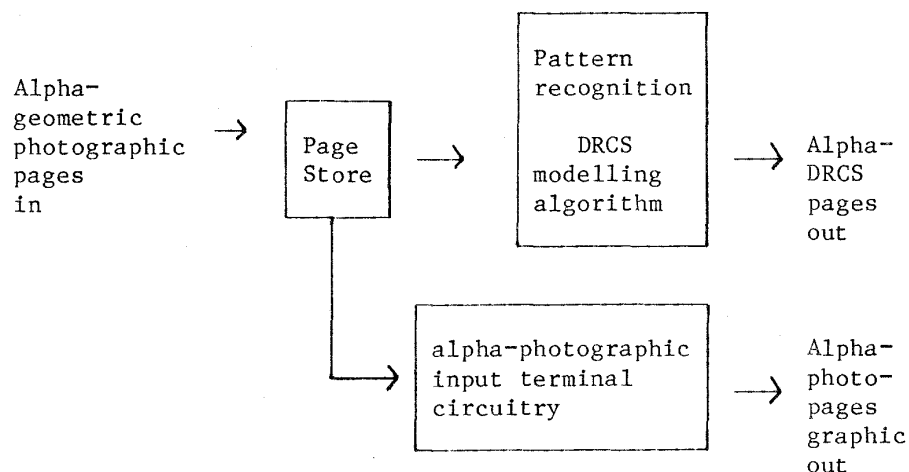 Alpha-
geometric
photographic
pages
in
Page
Store
Pattern
recognition
DRCS
modelling
algorithm
Alpha-
DRCS
pages
out
alpha-photographic
input terminal
circuitry
Alpha-
photo-
pages
graphic
out